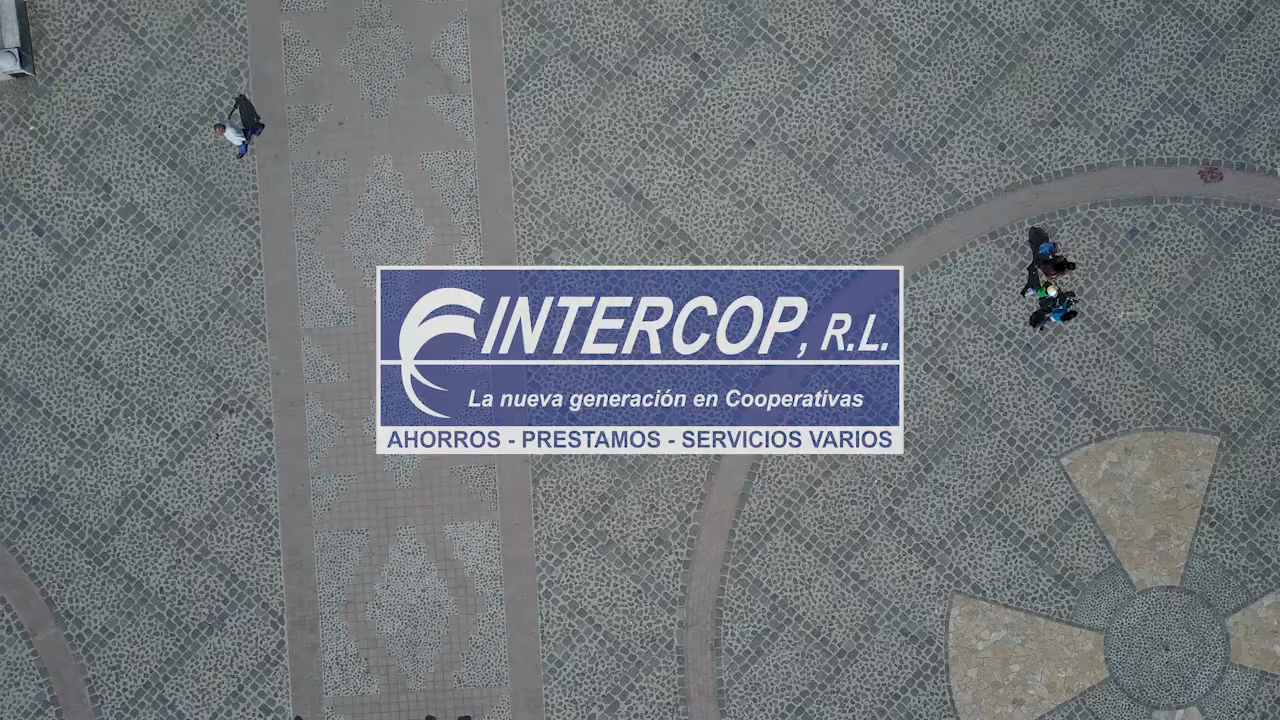 INTERCOP, R.L.
La nueva generación en Cooperativas
AHORROS - PRESTAMOS - SERVICIOS VARIOS